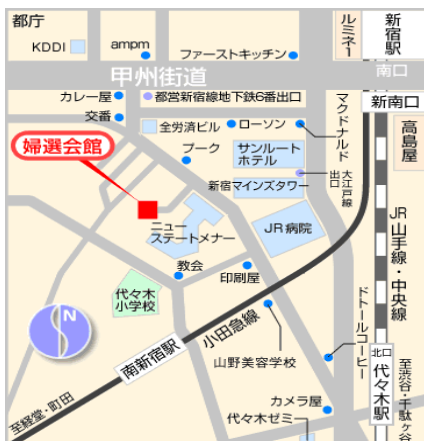 都庁
KDDI
ampm
ファーストキッチン
ルミネー
新宿駅
甲州街道
南口
カレー屋
都営新宿線地下鉄6番出口
マクドナルド
新南口
交番
全労済ビル
ローソン
高島屋
婦選会館
プーク
サンルート
ホテル
新宿マインズタワー
大江戸線
出口
ニュー
ステートメナー
JR病院
JR山手線・中央線
教会
印刷屋
代々木
小学校
N
小田急線
ドトールコーヒー
南新宿駅
山野美容学校
北口
代々木駅
至渋谷・千駄ヶ谷
至経堂・町田
カメラ屋
代々木ゼミ